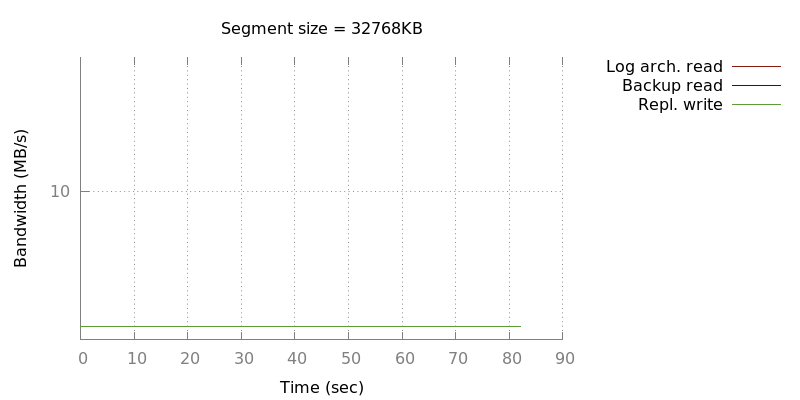 Segment size = 32768KB
Log arch. read
Backup read
Repl. write
Bandwidth (MB/s)
10
0 10 20 30 40 50 60 70 80 90
Time (sec)